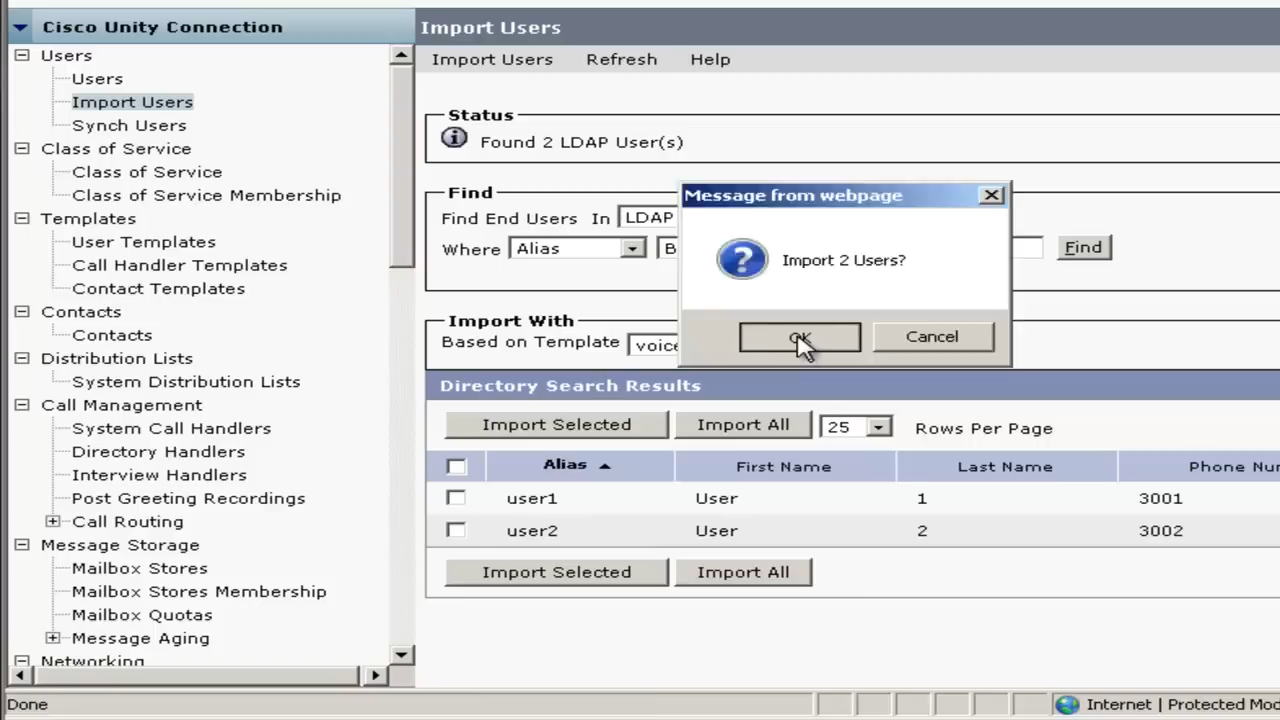 Cisco Unity Connection
Users
Users
Import Users
Synch Users
Class of Service
Class of Service
Class of Service Membership
Templates
User Templates
Call Handler Templates
Contact Templates
Contacts
Contacts
Distribution Lists
System Distribution Lists
Call Management
System Call Handlers
Directory Handlers
Interview Handlers
Post Greeting Recordings
Call Routing
Message Storage
Mailbox Stores
Mailbox Stores Membership
Mailbox Quotas
Message Aging
Networking
Import Users
Import Users Refresh Help
Status
Found 2 LDAP User(s)
Find
Find End Users In LDAP
Where Alias B Find
Import With
Based on Template voice
Message from webpage
Import 2 Users?
OK Cancel
Directory Search Results
Import Selected Import All 25 Rows Per Page
Alias First Name Last Name Phone Nu
user1 User 1 3001
user2 User 2 3002
Import Selected Import All
Done Internet | Protected Mod